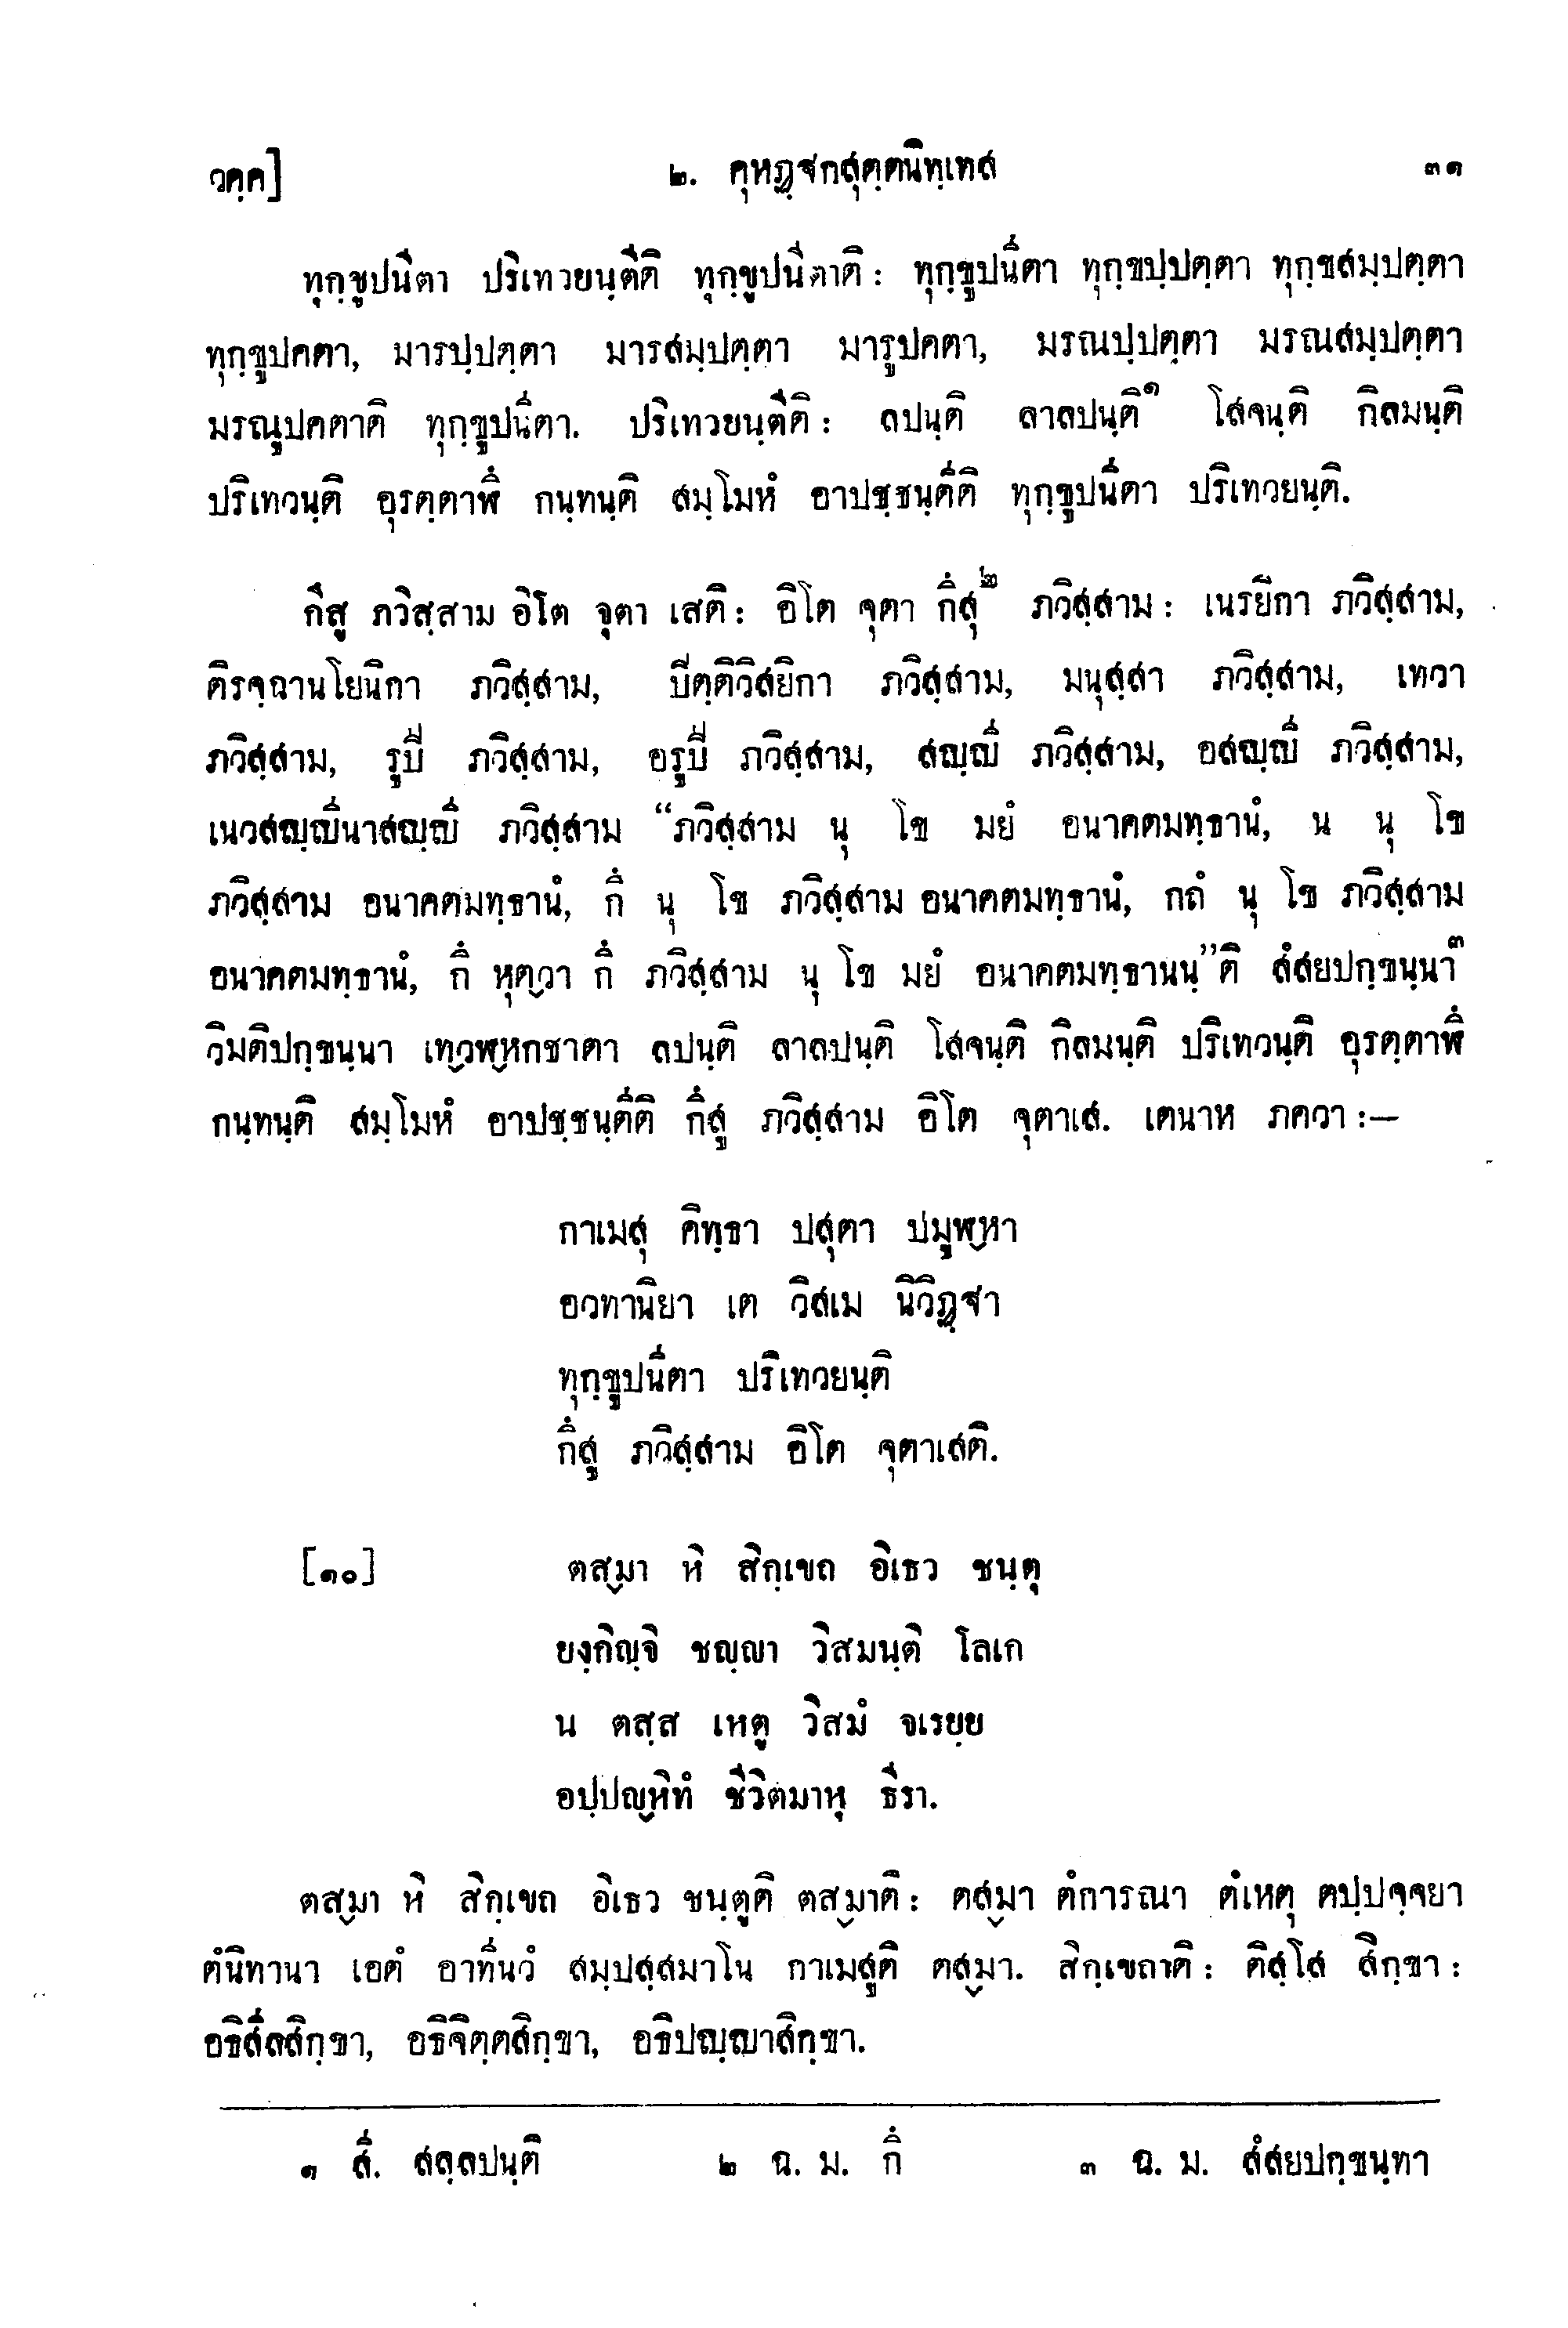 วคฺค]	๒. คุหฏฺฐกสุตฺตนิทฺเทส	๓๑
ทุกฺขูปนีตา ปริเทวยนฺตีติ ทุกฺขูปนีตาติ: ทุกฺขูปนีตา ทุกฺขปฺปตฺตา ทุกฺขสมฺปตฺตา
ทุกฺขูปคตา, มารปฺปตฺตา มารสมฺปตฺตา มารูปคตา, มรณปฺปตฺตา มรณสมฺปตฺตา
มรณูปคตาติ ทุกฺขูปนีตา. ปริเทวยนฺตีติ: ลปนฺติ ลาลปนฺติ๑ โสจนฺติ กิลมนฺติ
ปริเทวนฺติ อุรตฺตาฬึ กนฺทนฺติ สมฺโมหํ อาปชฺชนฺตีติ ทุกฺขูปนีตา ปริเทวยนฺติ.
กึสู ภวิสฺสาม อิโต จุตา เสติ: อิโต จุตา กึสุ๒ ภวิสฺสาม: เนรยิกา ภวิสฺสาม,
ติรจฺฉานโยนิกา ภวิสฺสาม, ปีตฺติวิสยิกา ภวิสฺสาม, มนุสฺสา ภวิสฺสาม, เทวา
ภวิสฺสาม, รูปี ภวิสฺสาม, อรูปี ภวิสฺสาม, สญฺญี ภวิสฺสาม, อสญฺญี ภวิสฺสาม,
เนวสญฺญีนาสญฺญี ภวิสฺสาม “ภวิสฺสาม นุ โข มยํ อนาคตมทฺธานํ, น นุ โข
ภวิสฺสาม อนาคตมทฺธานํ, กึ นุ โข ภวิสฺสาม อนาคตมทฺธานํ, กถํ นุ โข ภวิสฺสาม
อนาคตมทฺธานํ, กึ หุตฺวา กึ ภวิสฺสาม นุ โข มยํ อนาคตมทฺธานนฺ”ติ สํสยปกฺขนฺนา๓
วิมติปกฺขนฺนา เทฺวฬฺหกชาตา ลปนฺติ ลาลปนฺติ โสจนฺติ กิลมนฺติ ปริเทวนฺติ อุรตฺตาฬึ
กนฺทนฺติ สมฺโมหํ อาปชฺชนฺตีติ กึสู ภวิสฺสาม อิโต จุตาเส. เตนาห ภควา:—
กาเมสุ คิทฺธา ปสุตา ปมูฬฺหา
อวทานิยา เต วิสเม นิวิฏฺฐา
ทุกฺขูปนีตา ปริเทวยนฺติ
กึสู ภวิสฺสาม อิโต จุตาเสติ.
[๑๐]	ตสฺมา หิ สิกฺเขถ อิเธว ชนฺตุ
ยงฺกิญฺจิ ชญฺญา วิสมนฺติ โลเก
น ตสฺส เหตู วิสมํ จเรยฺย
อปฺปญฺหิทํ ชีวิตมาหุ ธีรา.
ตสฺมา หิ สิกฺเขถ อิเธว ชนฺตูติ ตสฺมาติ: ตสฺมา ตํการณา ตํเหตุ ตปฺปจฺจยา
ตํนิทานา เอตํ อาทีนวํ สมฺปสฺสมาโน กาเมสูติ ตสฺมา. สิกฺเขถาติ: ติสฺโส สิกฺขา:
อธิสีลสิกฺขา, อธิจิตฺตสิกฺขา, อธิปญฺญาสิกฺขา.
๑ สี. สลฺลปนฺติ	๒ ฉ. ม. กึ	๓ ฉ. ม. สํสยปกฺขนฺทา